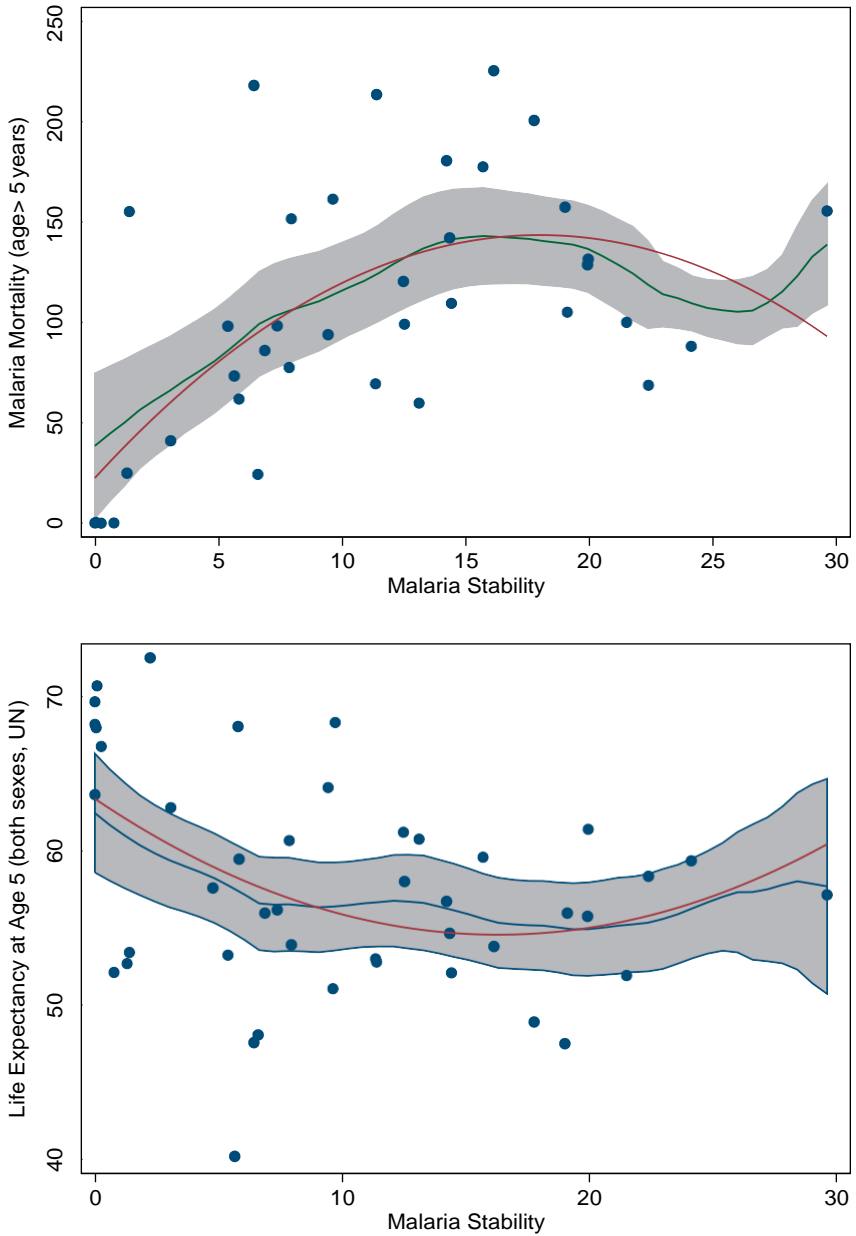 Malaria Mortality (age> 5 years)
250
200
150
100
50
0
0 5 10 15 20 25 30
Malaria Stability
Life Expectancy at Age 5 (both sexes, UN)
70
60
50
40
0 10 20 30
Malaria Stability